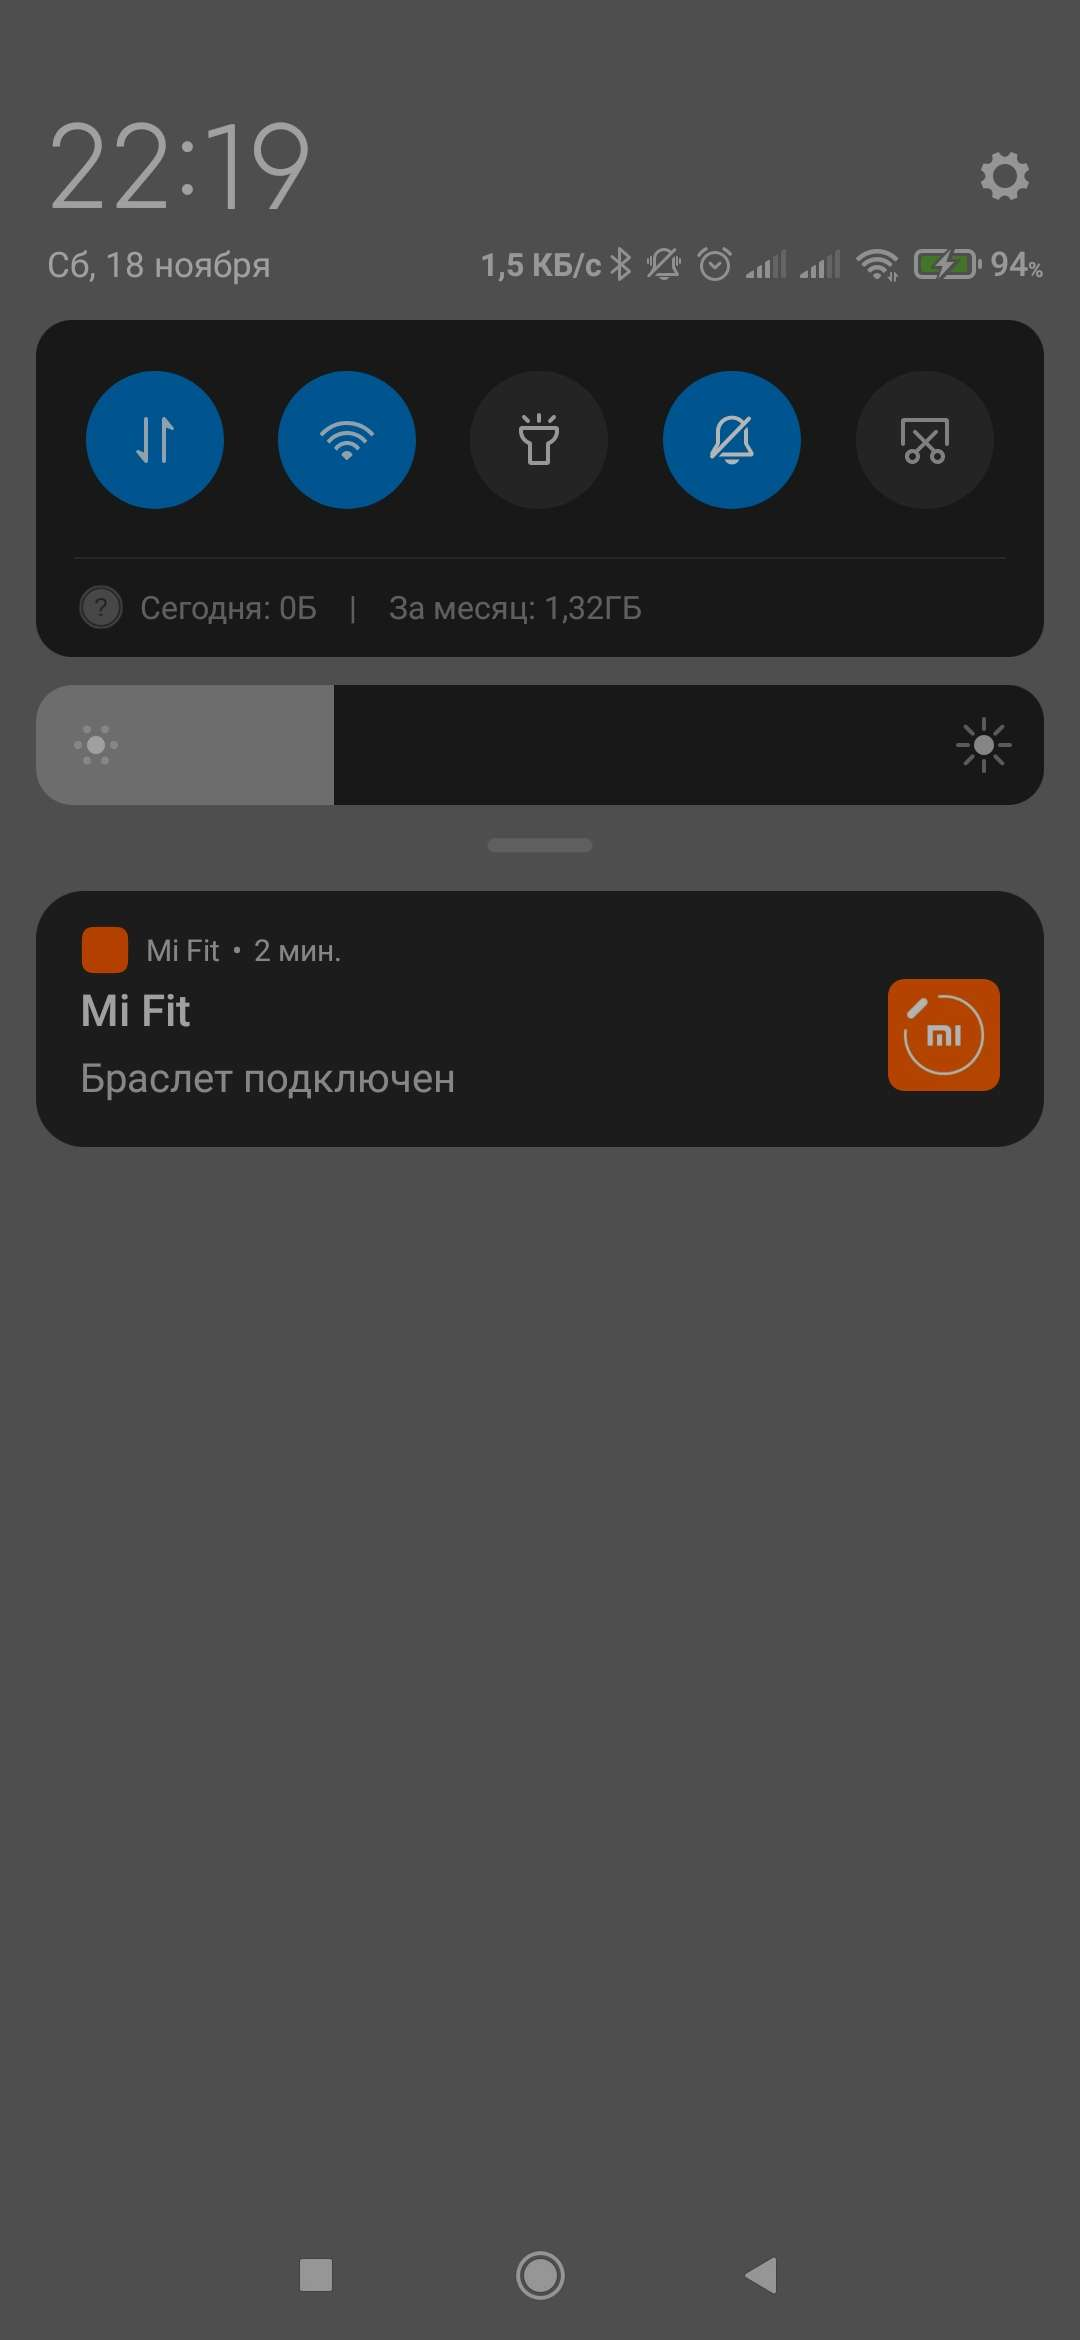 22:19
Сб, 18 ноября 1,5 КБ/с 94%
? Сегодня: 0Б | За месяц: 1,32ГБ
Mi Fit • 2 мин.
Mi Fit
Браслет подключен